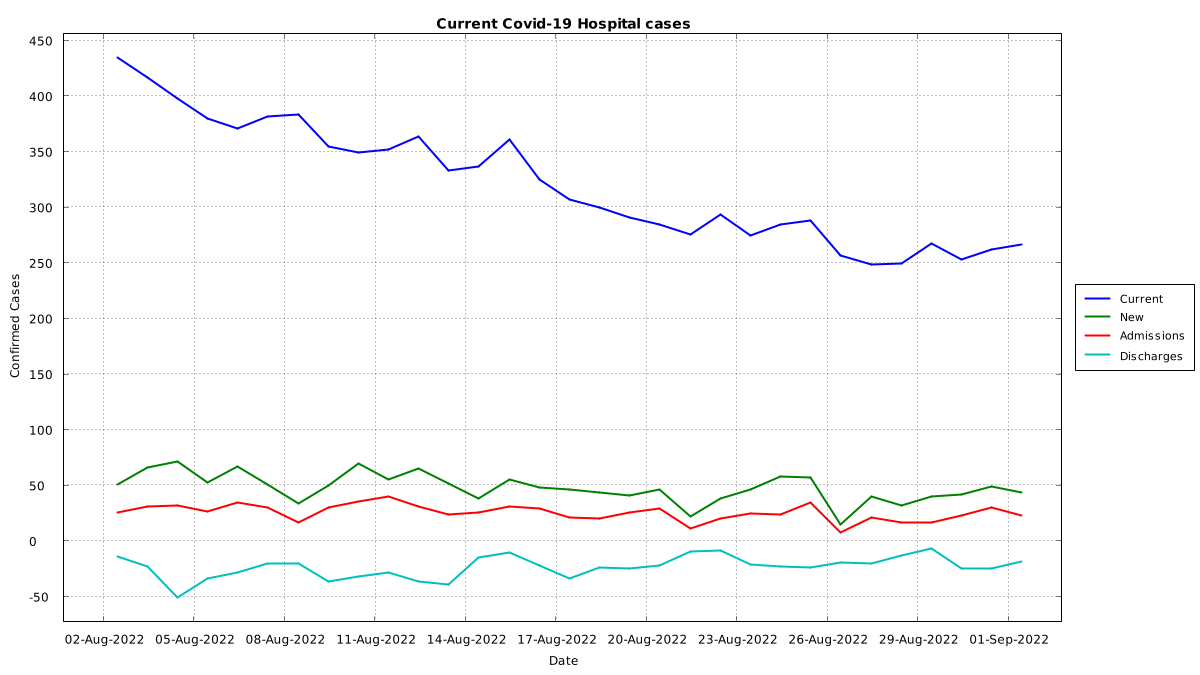 Current Covid-19 Hospital cases
450
400
350
300
250
200
150
100
50
0
-50
Confirmed Cases
02-Aug-2022 05-Aug-2022 08-Aug-2022 11-Aug-2022 14-Aug-2022 17-Aug-2022 20-Aug-2022 23-Aug-2022 26-Aug-2022 29-Aug-2022 01-Sep-2022
Date
Current
New
Admissions
Discharges